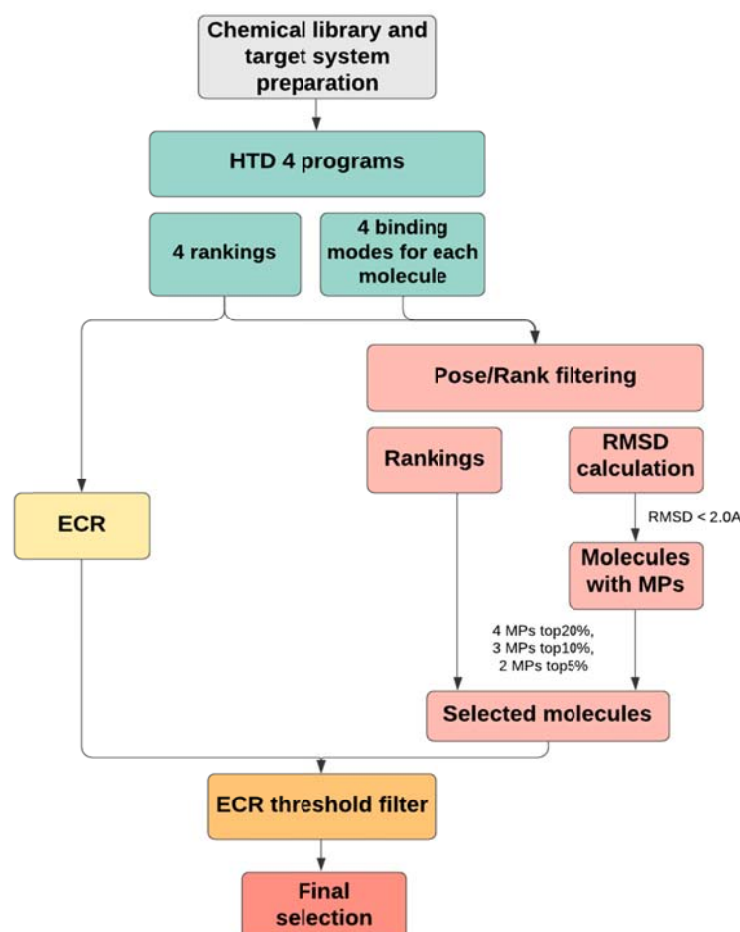 Chemical library and
target system
preparation
HTD 4 programs
4 rankings
4 binding
modes for each
molecule
Pose/Rank filtering
Rankings
RMSD
calculation
ECR
RMSD < 2.0A
Molecules
with MPs
4 MPs top20%,
3 MPs top10%,
2 MPs top5%
Selected molecules
ECR threshold filter
Final
selection